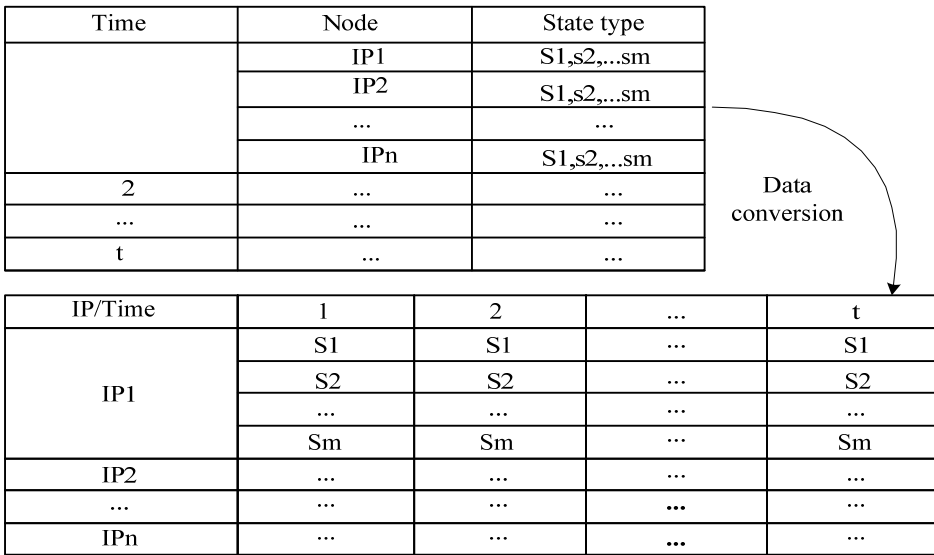 Time Node State type
IP1 S1,s2,...sm
IP2 S1,s2,...sm
... ...
IPn S1,s2,...sm
2 ... ...
... ... ...
t ... ...
Data
conversion
IP/Time 1 2 ... t
S1 S1 ... S1
S2 S2 ... S2
IP1
... ... ... ...
Sm Sm ... Sm
IP2 ... ... ... ...
... ... ... ... ...
IPn ... ... ... ...